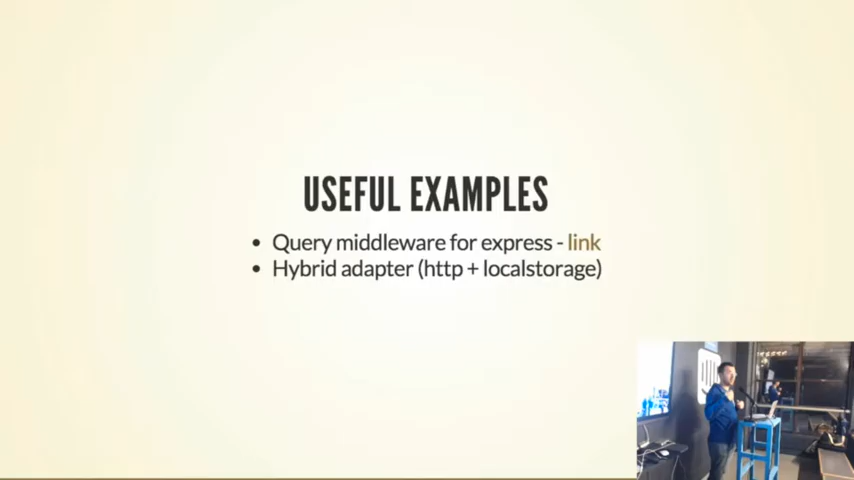 USEFUL EXAMPLES
Query middleware for express - link
Hybrid adapter (http + localstorage)